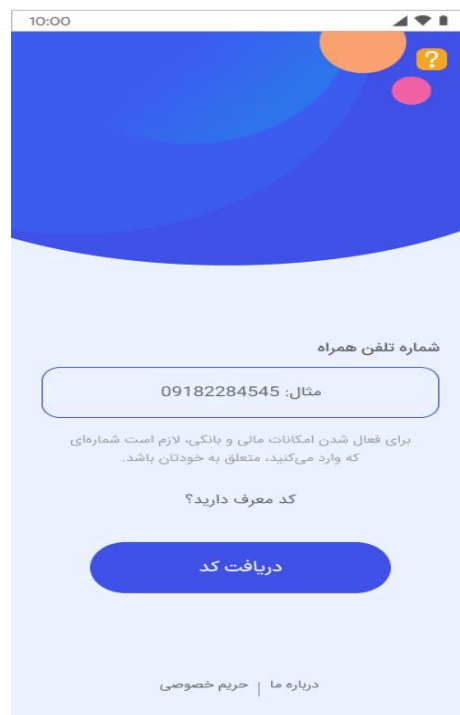 10:00
?
شماره تلفن همراه
مثال: 09182284545
برای فعال شدن امکانات مالی و بانکی، لازم است شماره‌ای
که وارد می‌کنید، متعلق به خودتان باشد.
کد معرف دارید؟
دریافت کد
درباره ما | حریم خصوصی